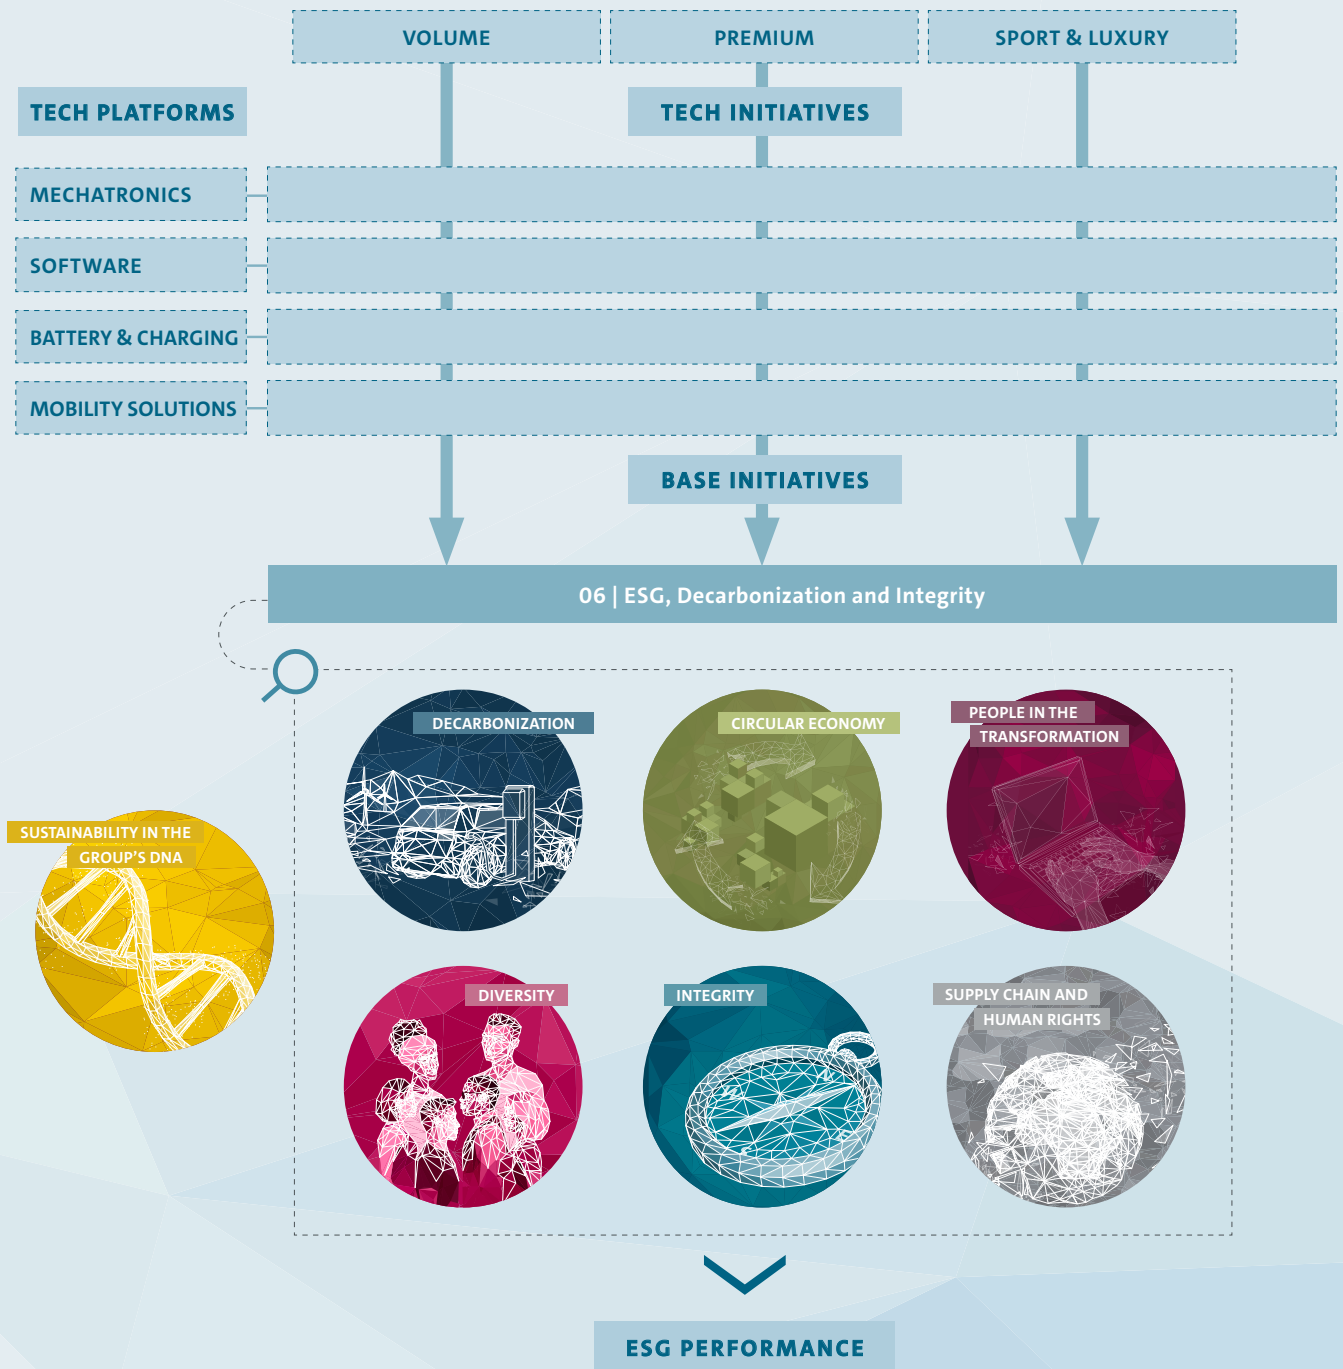 VOLUME
PREMIUM
SPORT & LUXURY
TECH PLATFORMS
TECH INITIATIVES
MECHATRONICS
SOFTWARE
BATTERY & CHARGING
MOBILITY SOLUTIONS
BASE INITIATIVES
06 | ESG, Decarbonization and Integrity
DECARBONIZATION
CIRCULAR ECONOMY
PEOPLE IN THE
TRANSFORMATION
SUSTAINABILITY IN THE
GROUP'S DNA
DIVERSITY
INTEGRITY
SUPPLY CHAIN AND
HUMAN RIGHTS
ESG PERFORMANCE